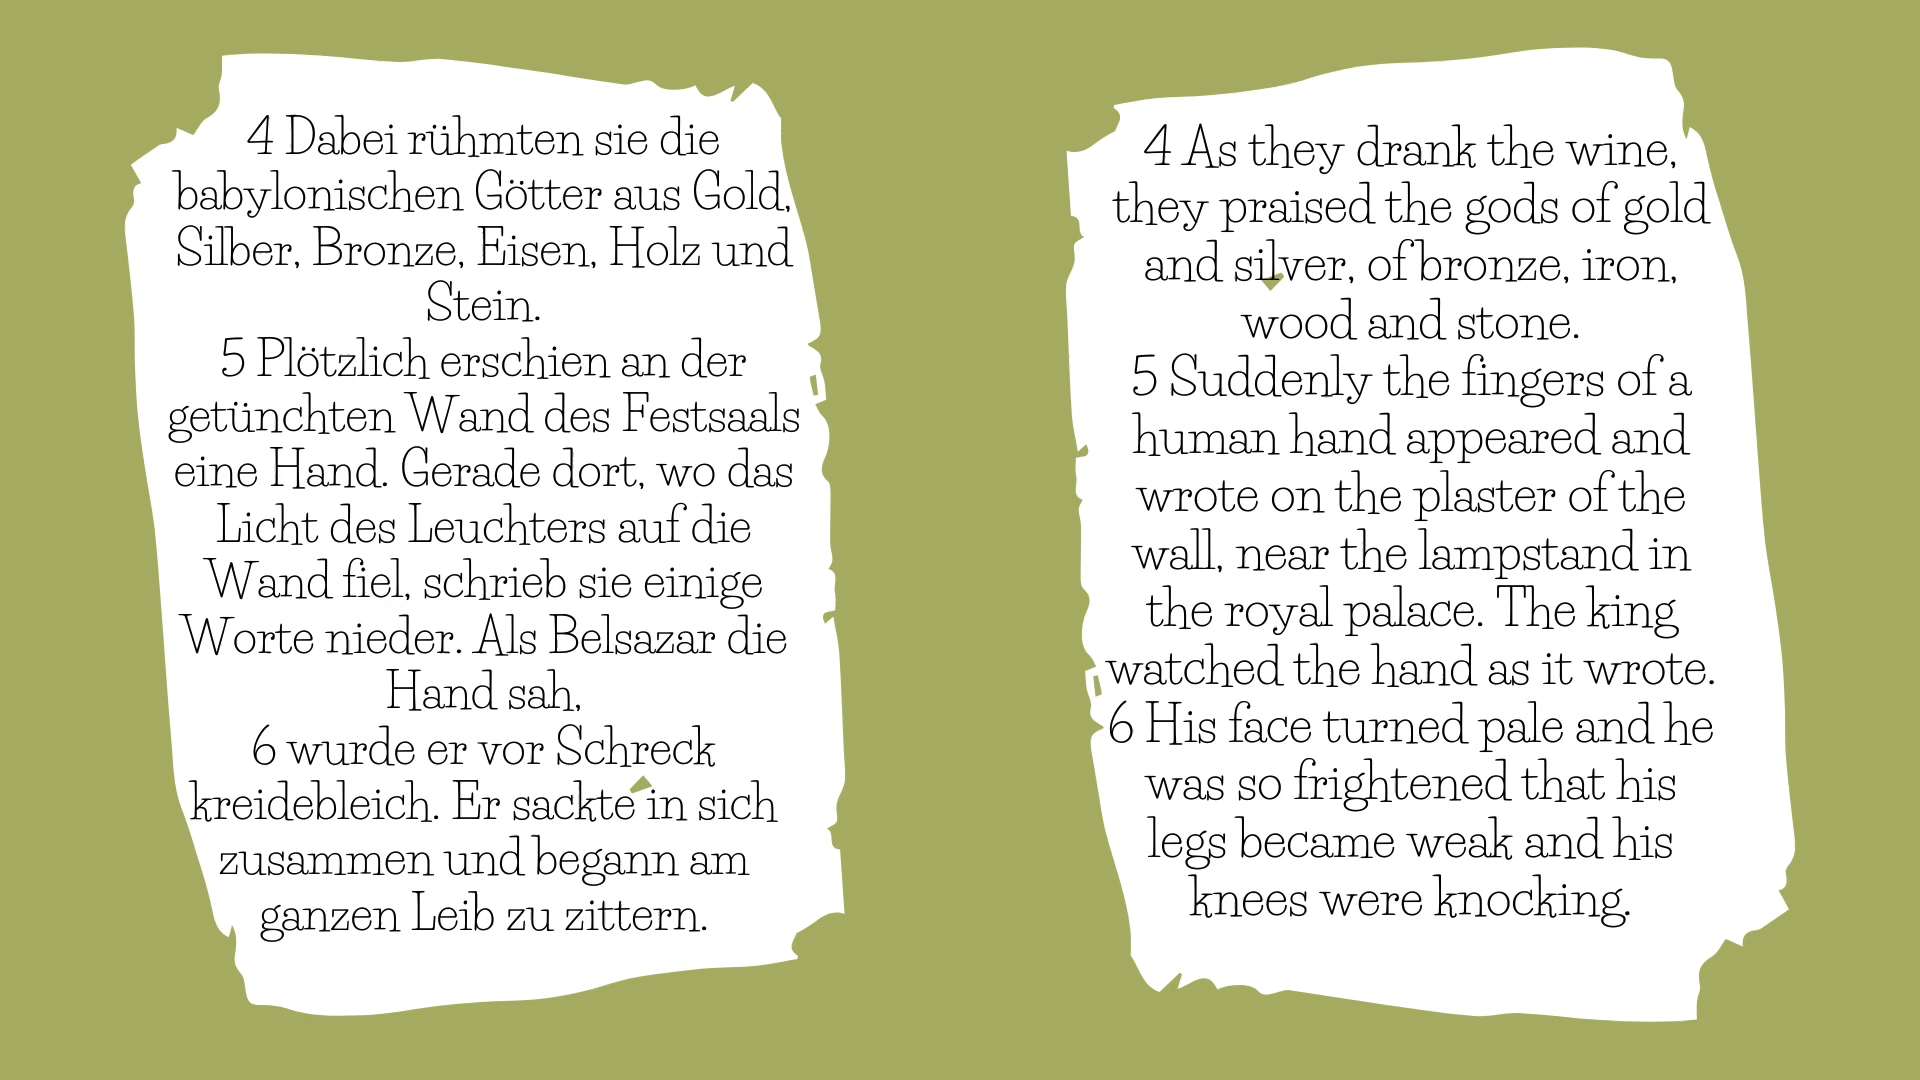 4 Dabei rühmten sie die
babylonischen Götter aus Gold,
Silber, Bronze, Eisen, Holz und
Stein.
5 Plötzlich erschien an der
getünchten Wand des Festsaals
eine Hand. Gerade dort, wo das
Licht des Leuchters auf die
Wand fiel, schrieb sie einige
Worte nieder. Als Belsazar die
Hand sah,
6 wurde er vor Schreck
kreidebleich. Er sackte in sich
zusammen und begann am
ganzen Leib zu zittern.
4 As they drank the wine,
they praised the gods of gold
and silver, of bronze, iron,
wood and stone.
5 Suddenly the fingers of a
human hand appeared and
wrote on the plaster of the
wall, near the lampstand in
the royal palace. The king
watched the hand as it wrote.
6 His face turned pale and he
was so frightened that his
legs became weak and his
knees were knocking.